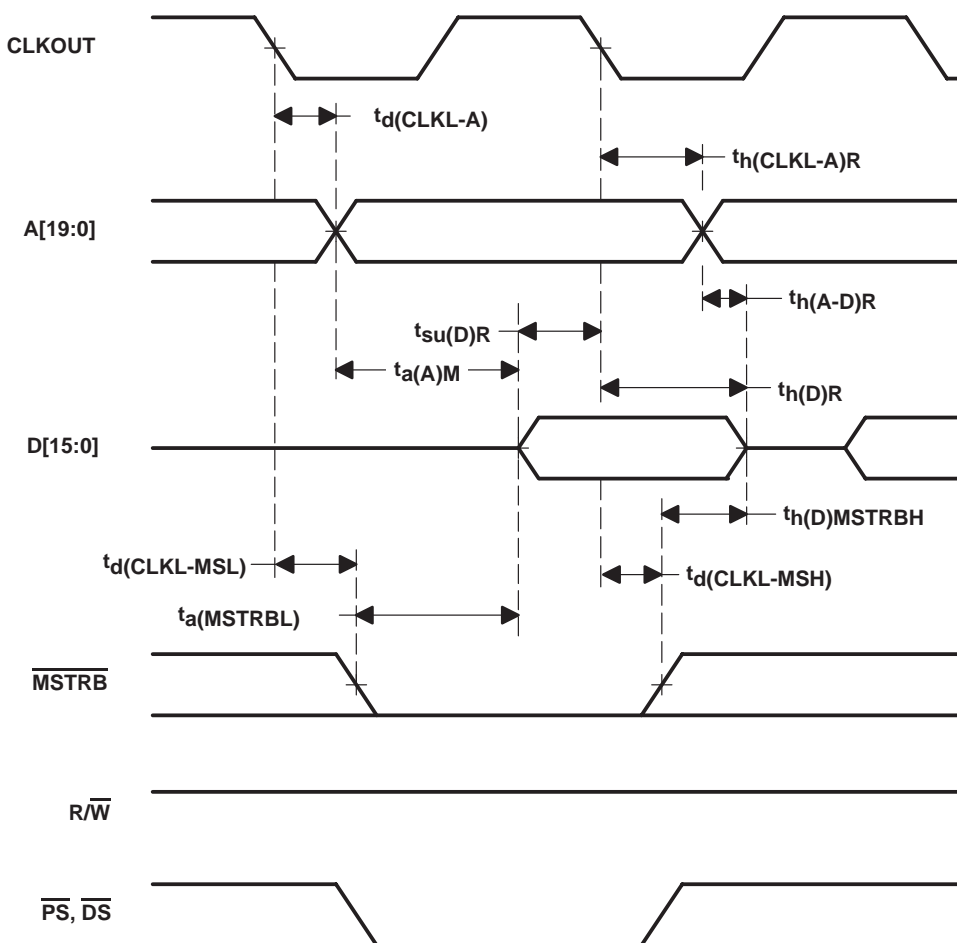 CLKOUT
td(CLKL-A)
th(CLKL-A)R
A[19:0]
th(A-D)R
tsu(D)R
ta(A)M
th(D)R
D[15:0]
th(D)MSTRBH
td(CLKL-MSL)
td(CLKL-MSH)
ta(MSTRBL)
MSTRB
R/W
PS, DS